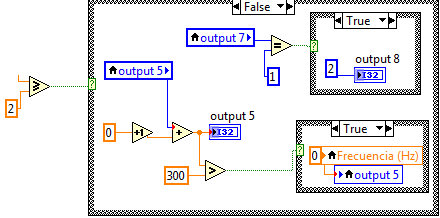 False
True
output 7
=
1
output 8
2
I32
output 5
≥
2
?
?
output 5
I32
0
+1
+
True
>
300
?
0
Frecuencia (Hz)
output 5